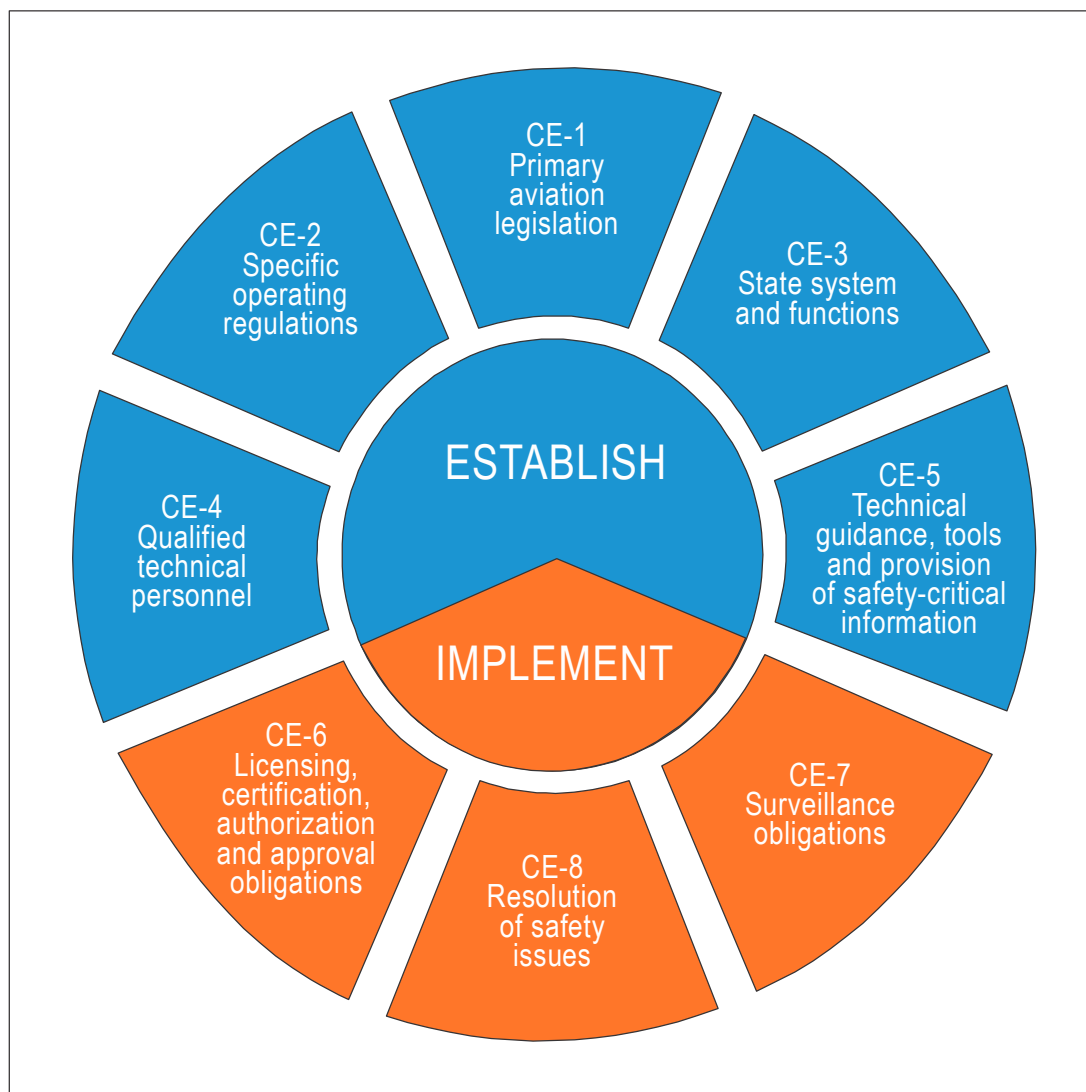 CE-1
Primary
aviation
legislation
CE-2
Specific
operating
regulations
CE-3
State system
and functions
ESTABLISH
CE-4
Qualified
technical
personnel
CE-5
Technical
guidance, tools
and provision
of safety-critical
information
IMPLEMENT
CE-6
Licensing,
certification,
authorization
and approval
obligations
CE-7
Surveillance
obligations
CE-8
Resolution
of safety
issues